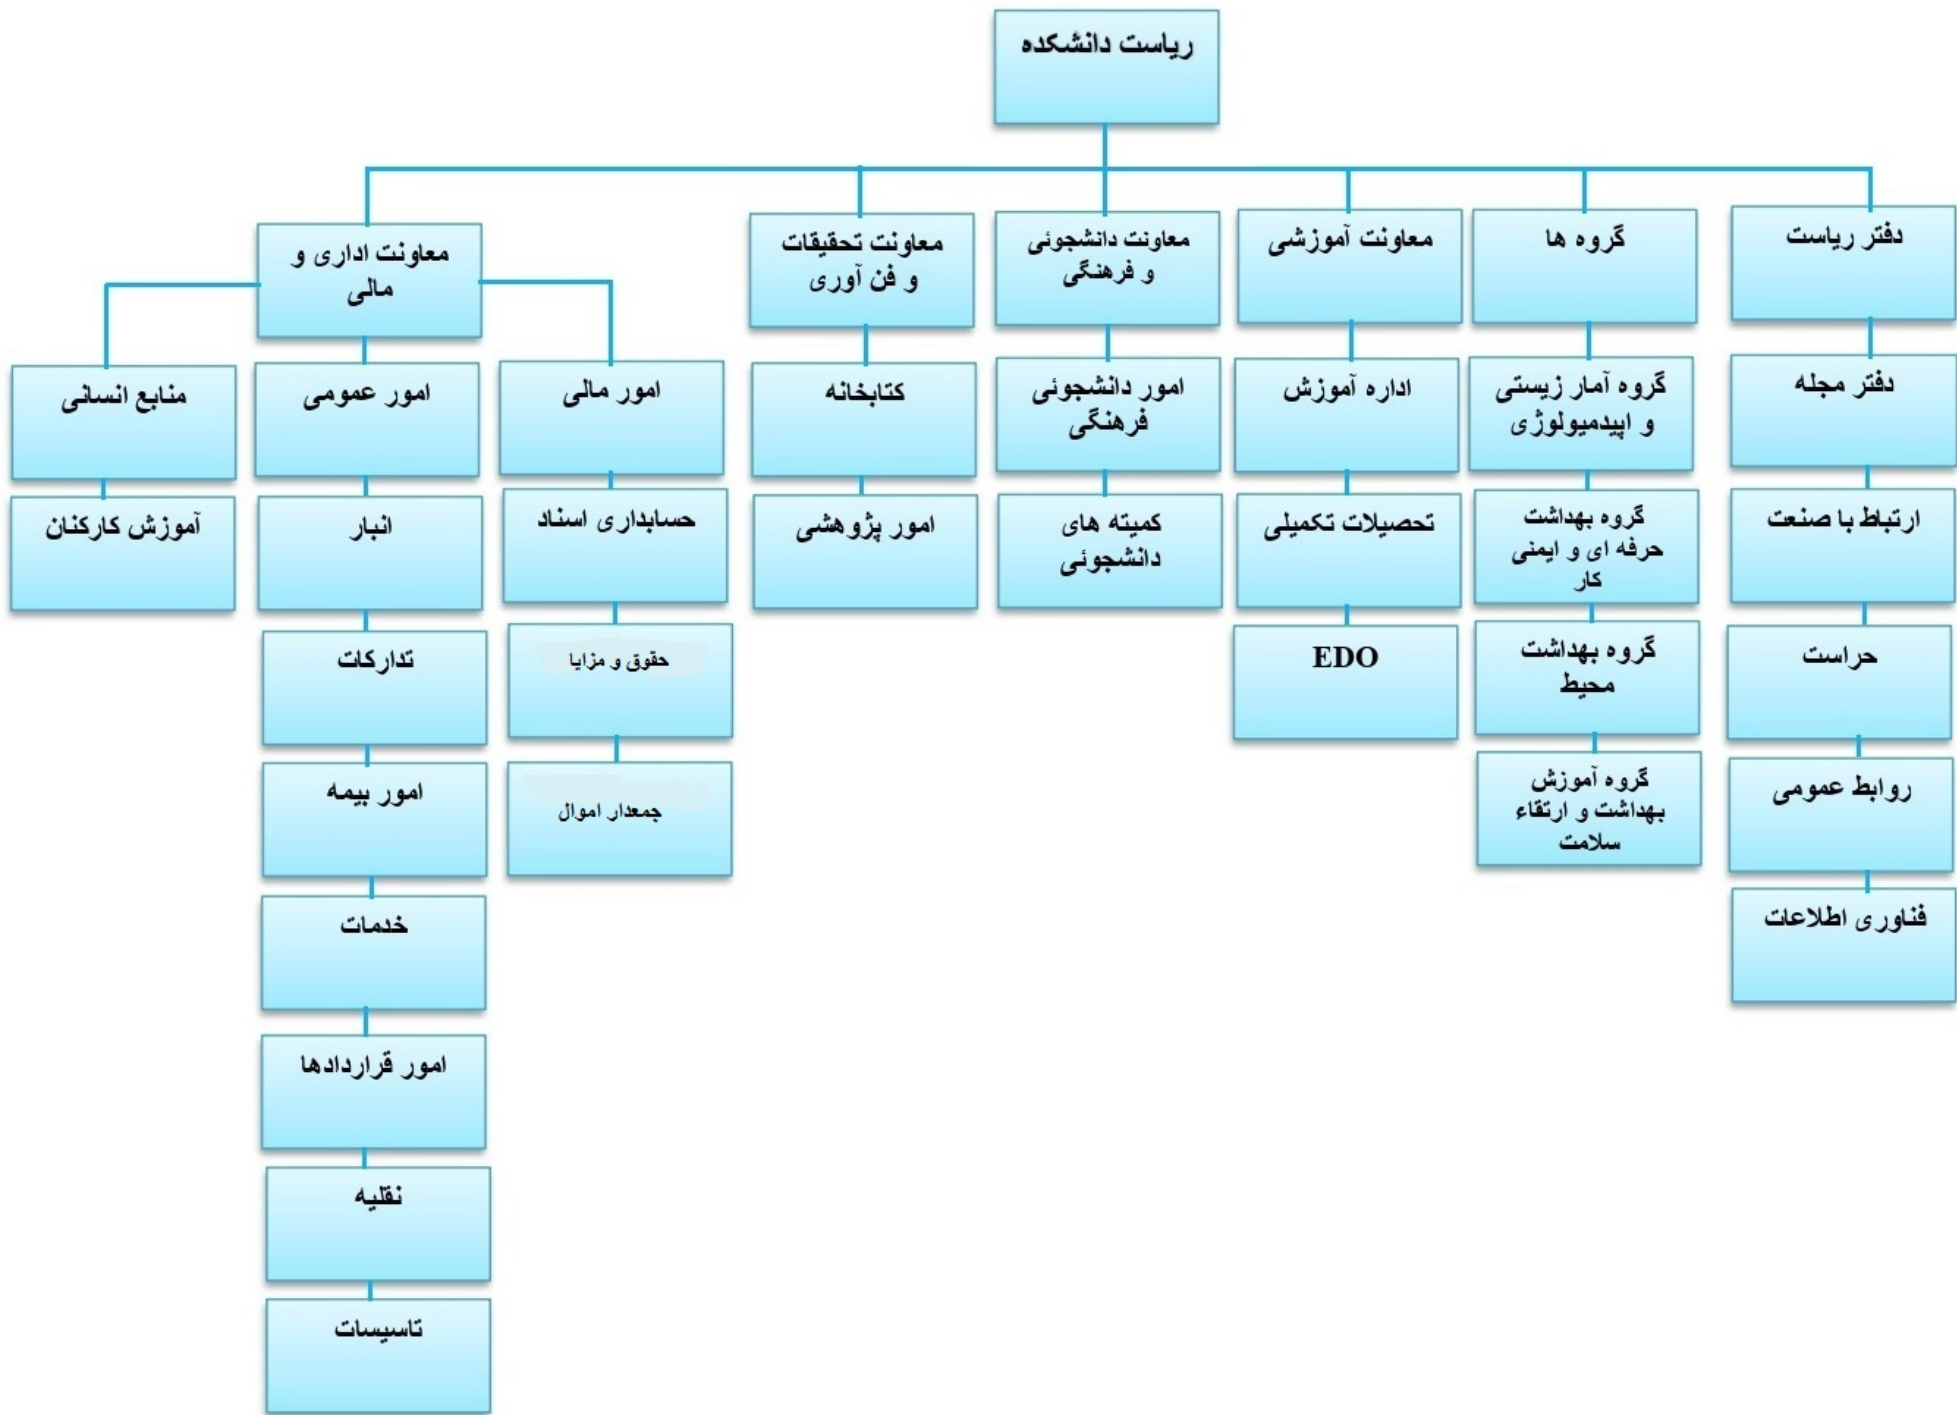 ریاست دانشکده
دفتر ریاست
گروه ها
معاونت آموزشی
معاونت دانشجوئی
و فرهنگی
معاونت تحقیقات
و فن آوری
معاونت اداری و
مالی
دفتر مجله
ارتباط با صنعت
حراست
روابط عمومی
فناوری اطلاعات
گروه آمار زیستی
و اپیدمیولوژی
گروه بهداشت
حرفه ای و ایمنی
کار
گروه بهداشت
محیط
گروه آموزش
بهداشت و ارتقاء
سلامت
اداره آموزش
تحصیلات تکمیلی
EDO
امور دانشجوئی
فرهنگی
کمیته های
دانشجوئی
کتابخانه
امور پژوهشی
امور مالی
حسابداری اسناد
حقوق و مزایا
جمعدار اموال
امور عمومی
انبار
تدارکات
امور بیمه
خدمات
امور قراردادها
نقلیه
تاسیسات
منابع انسانی
آموزش کارکنان